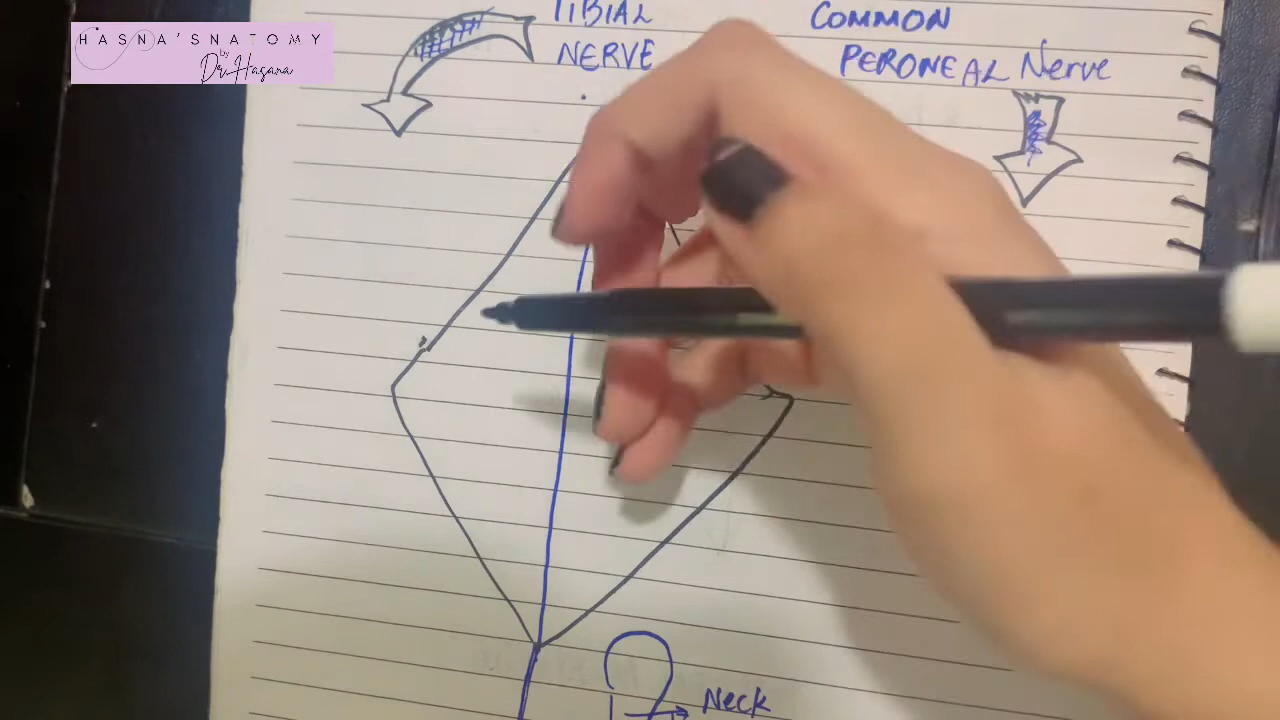 HASNA'SNATOMY
by
Dr.Hasana
TIBIAL
NERVE
COMMON
PERONEAL Nerve
Neck